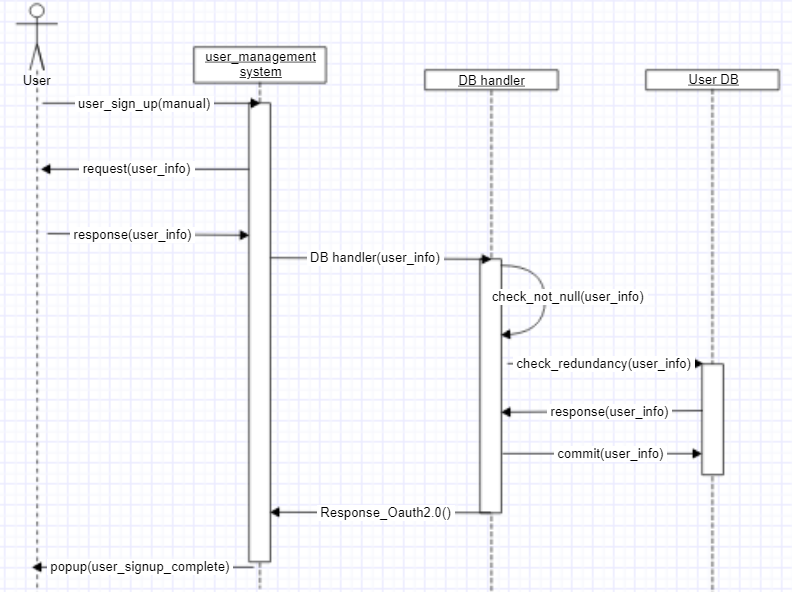 user_management
system
DB handler
User DB
User
user_sign_up(manual)
request(user_info)
response(user_info)
DB handler(user_info)
check_not_null(user_info)
check_redundancy(user_info)
response(user_info)
commit(user_info)
Response_Oauth2.0()
popup(user_signup_complete)